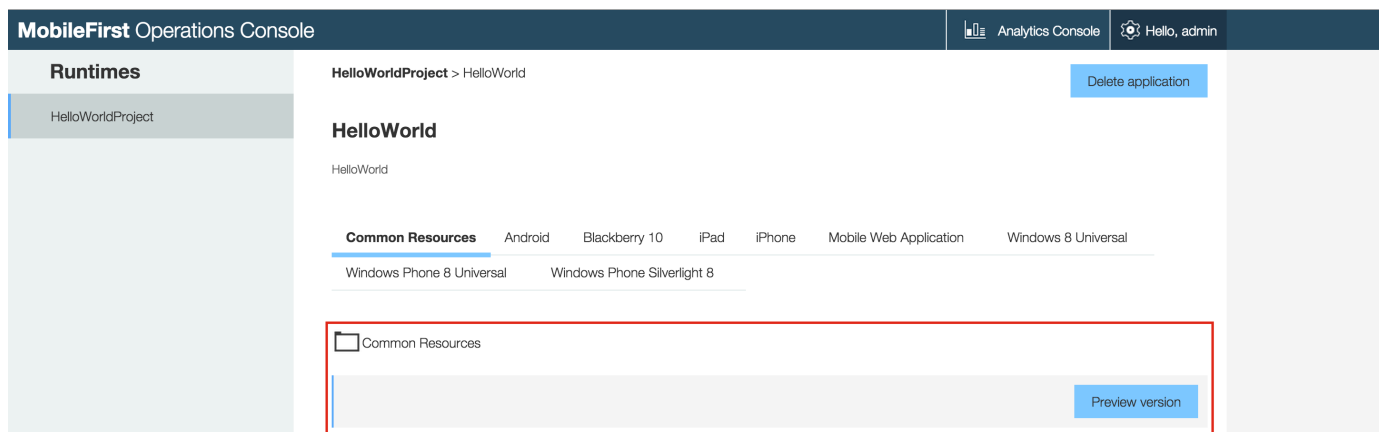 MobileFirst Operations Console
Analytics Console
Hello, admin
Runtimes
HelloWorldProject
HelloWorldProject > HelloWorld
Delete application
HelloWorld
HelloWorld
Common Resources Android Blackberry 10 iPad iPhone Mobile Web Application Windows 8 Universal
Windows Phone 8 Universal Windows Phone Silverlight 8
Common Resources
Preview version